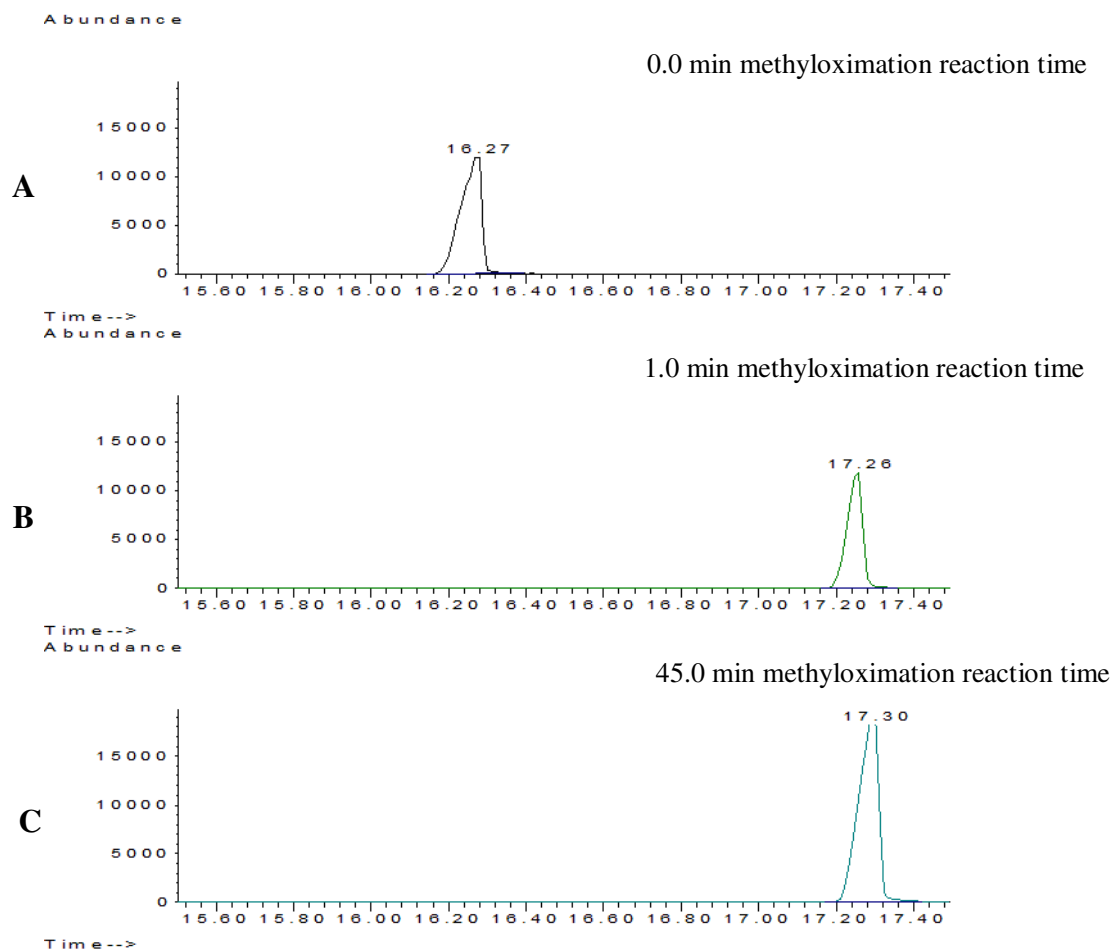 Abundance
0.0 min methyloximation reaction time
15000
16.27
10000
A
5000
0
15.60 15.80 16.00 16.20 16.40 16.60 16.80 17.00 17.20 17.40
Time-->
Abundance
1.0 min methyloximation reaction time
15000
17.26
10000
B
5000
0
15.60 15.80 16.00 16.20 16.40 16.60 16.80 17.00 17.20 17.40
Time-->
Abundance
45.0 min methyloximation reaction time
17.30
15000
10000
C
5000
0
15.60 15.80 16.00 16.20 16.40 16.60 16.80 17.00 17.20 17.40
Time-->